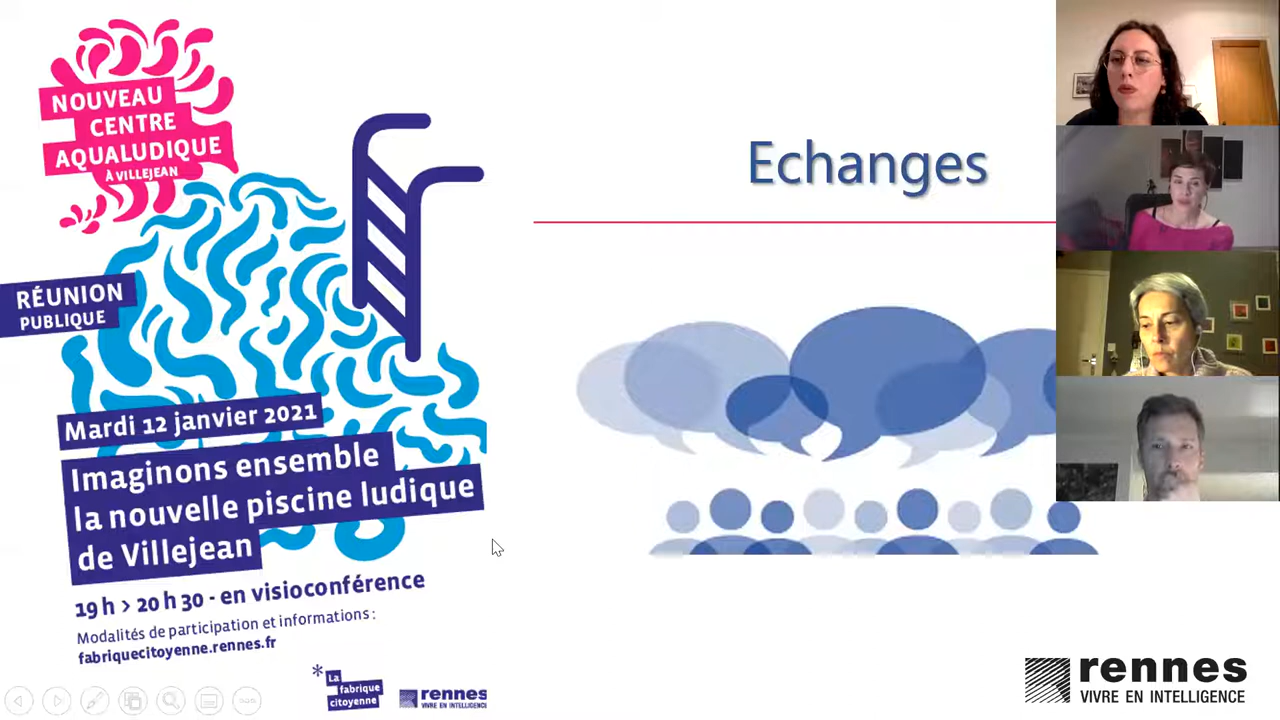 NOUVEAU
CENTRE
AQUALUDIQUE
À VILLEJEAN
RÉUNION
PUBLIQUE
Mardi 12 janvier 2021
Imaginons ensemble
la nouvelle piscine ludique
de Villejean
19 h > 20 h 30 - en visioconférence
Modalités de participation et informations :
fabriquecitoyenne.rennes.fr
* La
fabrique
citoyenne
rennes
VIVRE EN INTELLIGENCE
Echanges
rennes
VIVRE EN INTELLIGENCE